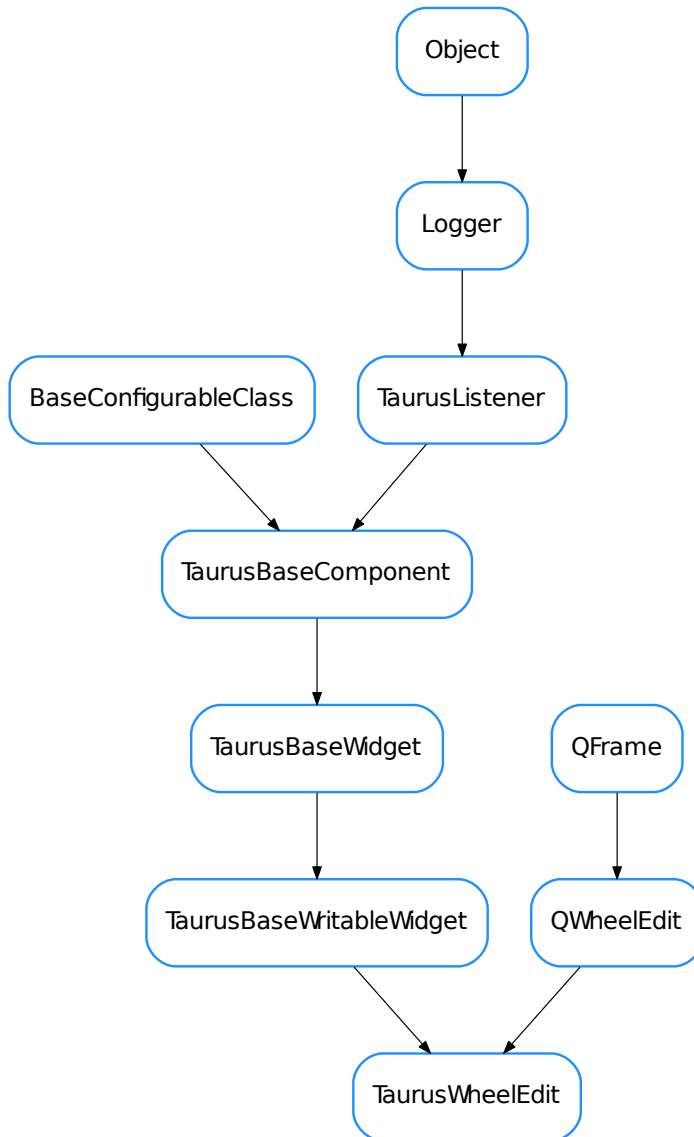 Object
Logger
BaseConfigurableClass
TaurusListener
TaurusBaseComponent
TaurusBaseWidget
QFrame
TaurusBaseWritableWidget
QWheelEdit
TaurusWheelEdit